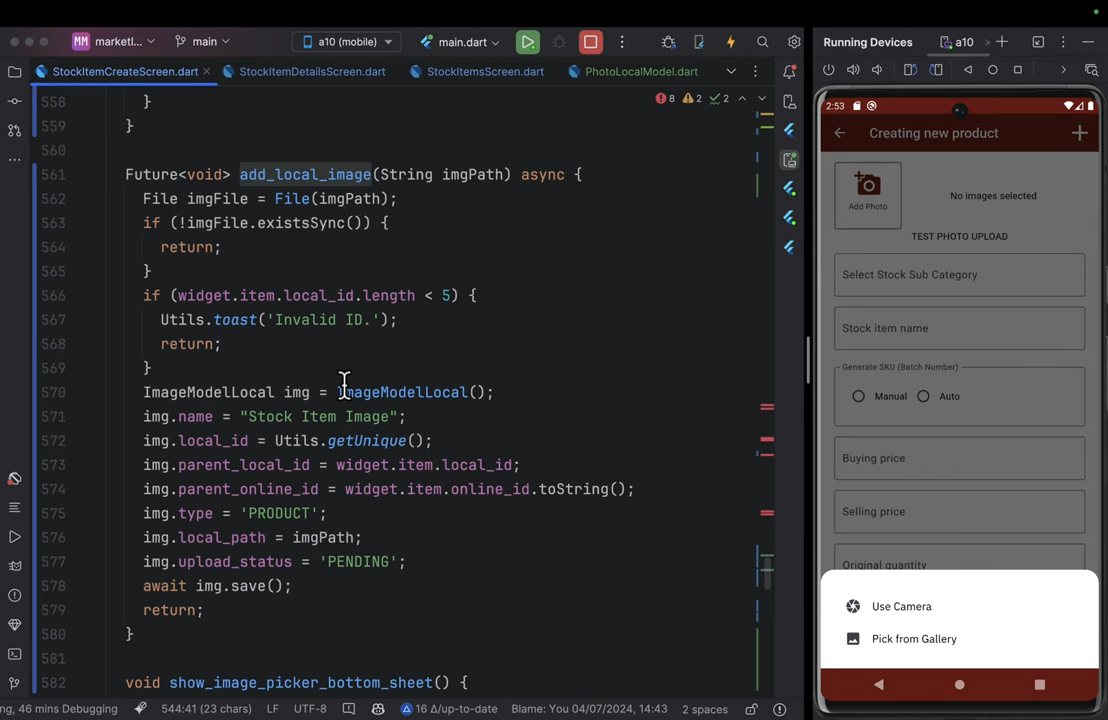 MM marketl... main a10 (mobile) main.dart
StockItemCreateScreen.dart StockItemDetailsScreen.dart StockItemsScreen.dart PhotoLocalModel.dart
8 2 2
558 }
559 }
560
561 Future<void> add_local_image(String imgPath) async {
562 File imgFile = File(imgPath);
563 if (!imgFile.existsSync()) {
564 return;
565 }
566 if (widget.item.local_id.length < 5) {
567 Utils.toast('Invalid ID.');
568 return;
569 }
570 ImageModelLocal img = ImageModelLocal();
571 img.name = "Stock Item Image";
572 img.local_id = Utils.getUnique();
573 img.parent_local_id = widget.item.local_id;
574 img.parent_online_id = widget.item.online_id.toString();
575 img.type = 'PRODUCT';
576 img.local_path = imgPath;
577 img.upload_status = 'PENDING';
578 await img.save();
579 return;
580 }
581
582 void show_image_picker_bottom_sheet() {
ng, 46 mins Debugging 544:41 (23 chars) LF UTF-8 16 Δ/up-to-date Blame: You 04/07/2024, 14:43 2 spaces
Running Devices a10
2:53
Creating new product
Add Photo
No images selected
TEST PHOTO UPLOAD
Select Stock Sub Category
Stock item name
Generate SKU (Batch Number)
Manual Auto
Buying price
Selling price
Original quantity
Use Camera
Pick from Gallery